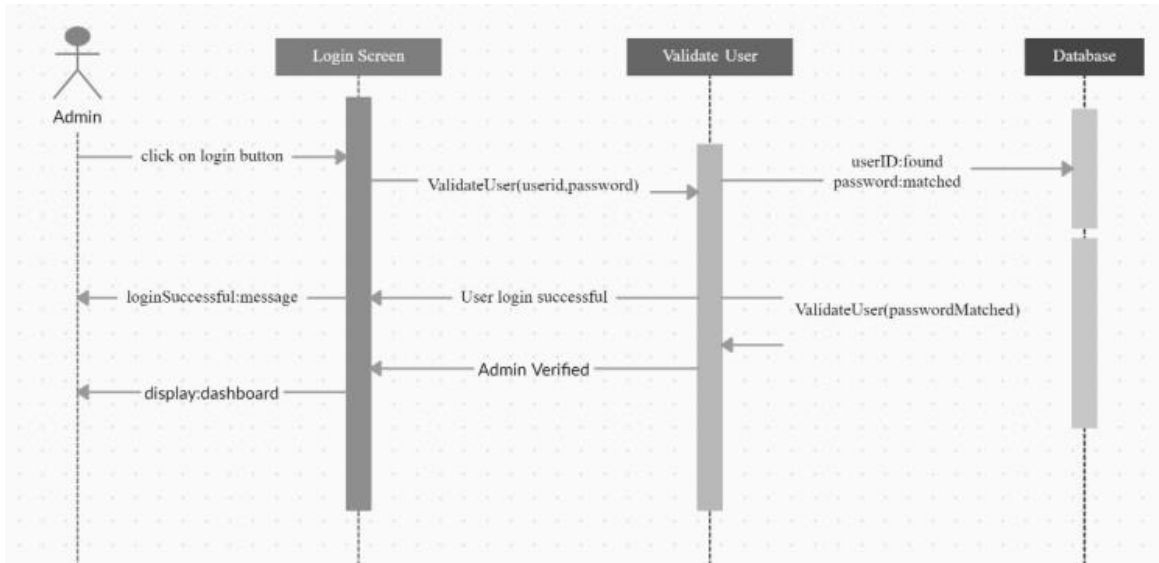 Login Screen
Validate User
Database
Admin
click on login button
ValidateUser(userid,password)
userID:found
password:matched
loginSuccessful:message
User login successful
ValidateUser(passwordMatched)
Admin Verified
display:dashboard